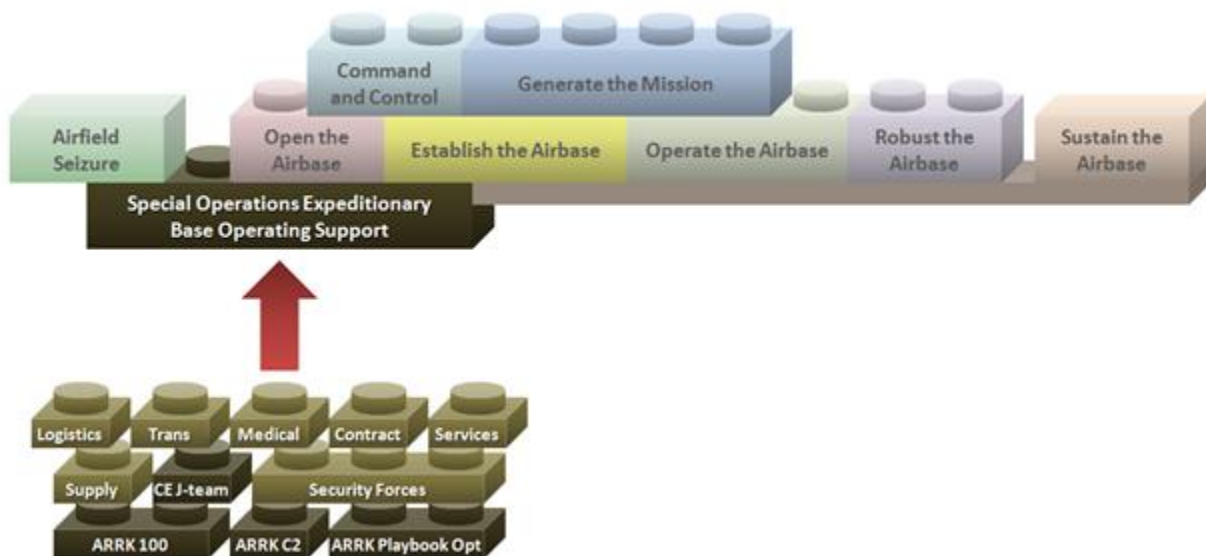 Command
and Control
Generate the Mission
Airfield
Seizure
Open the
Airbase
Establish the Airbase
Operate the Airbase
Robust the
Airbase
Sustain the
Airbase
Special Operations Expeditionary
Base Operating Support
Logistics
Trans
Medical
Contract
Services
Supply
CE J-team
Security Forces
ARRK 100
ARRK C2
ARRK Playbook Opt